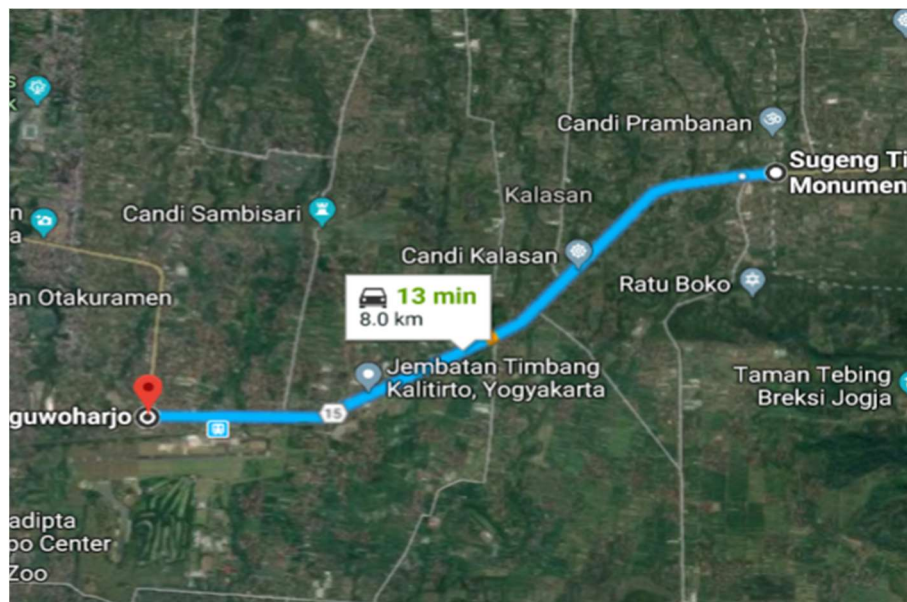 Candi Prambanan
Sugeng Ti
Monumen
Kalasan
Candi Sambisari
Candi Kalasan
Ratu Boko
an Otakuramen
13 min
8.0 km
Jembatan Timbang
Kalitirto, Yogyakarta
Taman Tebing
Breksi Jogja
guwoharjo
15
adipta
oo Center
Zoo